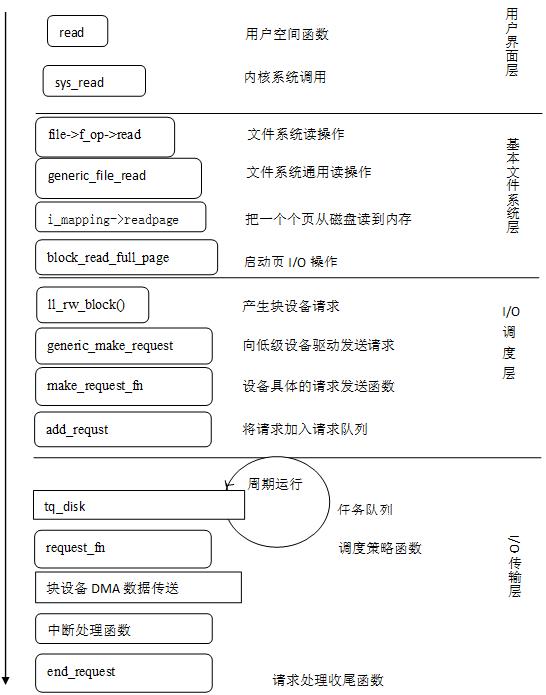 read
用户空间函数
sys_read
内核系统调用
用户界面层
file->f_op->read
文件系统读操作
generic_file_read
文件系统通用读操作
i_mapping->readpage
把一个个页从磁盘读到内存
block_read_full_page
启动页 I/O 操作
基本文件系统层
ll_rw_block()
产生块设备请求
generic_make_request
向低级设备驱动发送请求
make_request_fn
设备具体的请求发送函数
add_requst
将请求加入请求队列
I/O 调度层
周期运行
tq_disk
任务队列
request_fn
调度策略函数
块设备 DMA 数据传送
中断处理函数
end_request
请求处理收尾函数
I/O 传输层